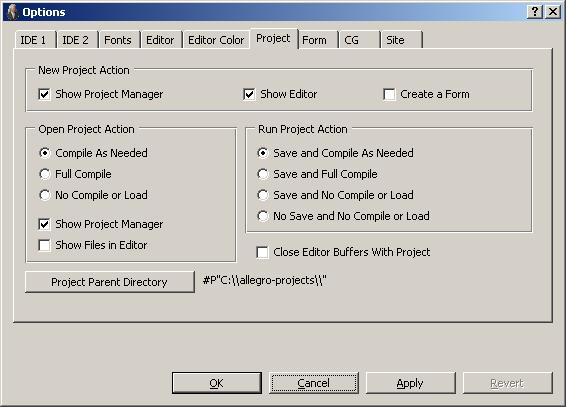 Options
IDE 1 IDE 2 Fonts Editor Editor Color Project Form CG Site
New Project Action
Show Project Manager Show Editor Create a Form
Open Project Action
Compile As Needed
Full Compile
No Compile or Load
Show Project Manager
Show Files in Editor
Run Project Action
Save and Compile As Needed
Save and Full Compile
Save and No Compile or Load
No Save and No Compile or Load
Close Editor Buffers With Project
Project Parent Directory #P"C:\\allegro-projects\\"
OK Cancel Apply Revert